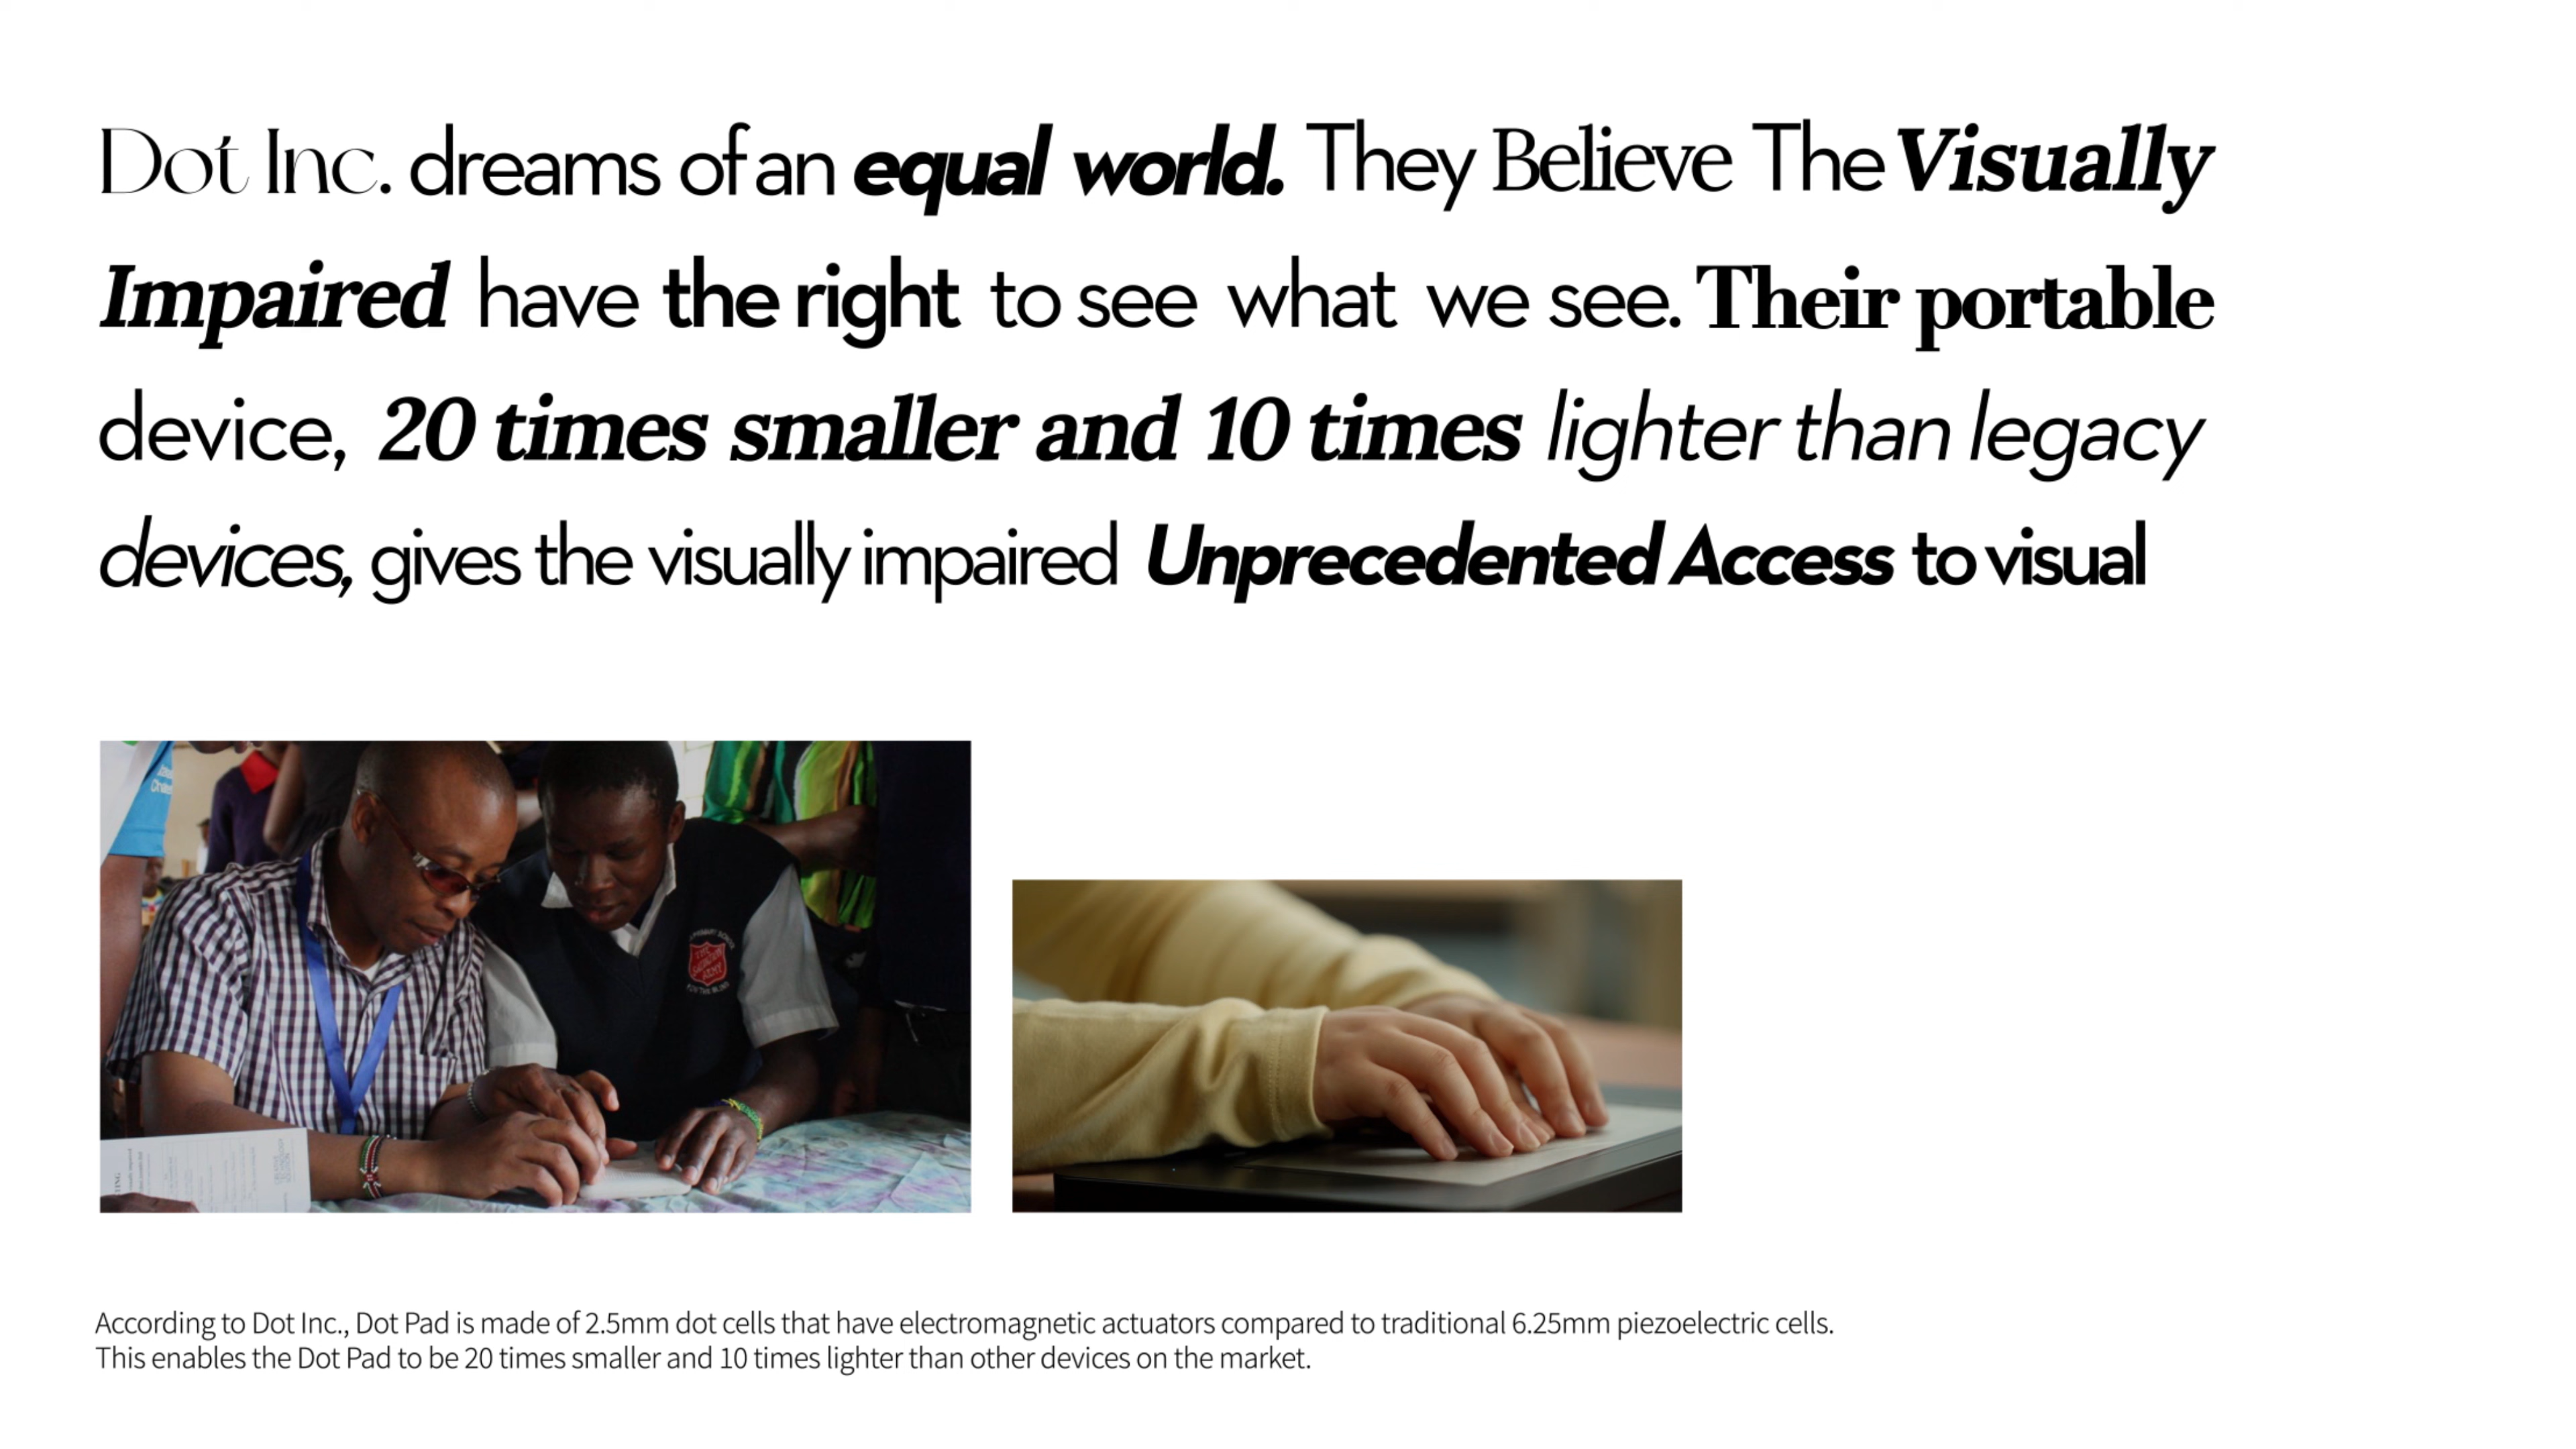 Dot Inc. dreams of an equal world. They Believe The Visually
Impaired have the right to see what we see. Their portable
device, 20 times smaller and 10 times lighter than legacy
devices, gives the visually impaired Unprecedented Access to visual
THE
SALVATION
ARMY
According to Dot Inc., Dot Pad is made of 2.5mm dot cells that have electromagnetic actuators compared to traditional 6.25mm piezoelectric cells.
This enables the Dot Pad to be 20 times smaller and 10 times lighter than other devices on the market.